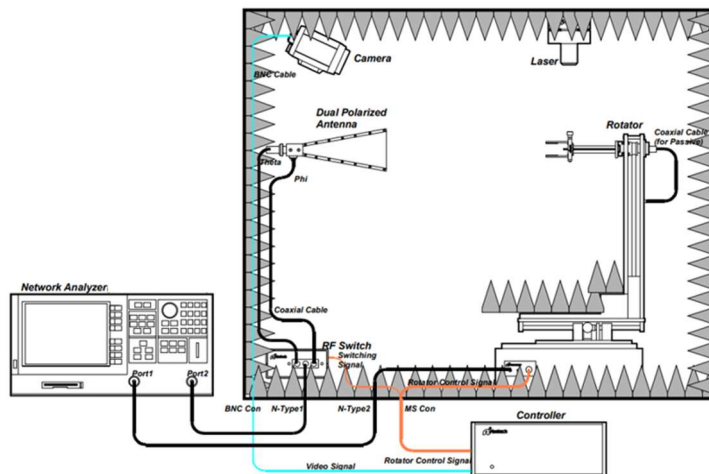 Camera
BNC Cable
Laser
Dual Polarized
Antenna
Rotator
Coaxial Cable
(for Passive)
Theta
Phi
Network Analyzer
Coaxial Cable
RF Switch
Switching
Signal
Port1
Port2
Rotator Control Signal
BNC Con
N-Type1
N-Type2
MS Con
Controller
Rotator Control Signal
Video Signal